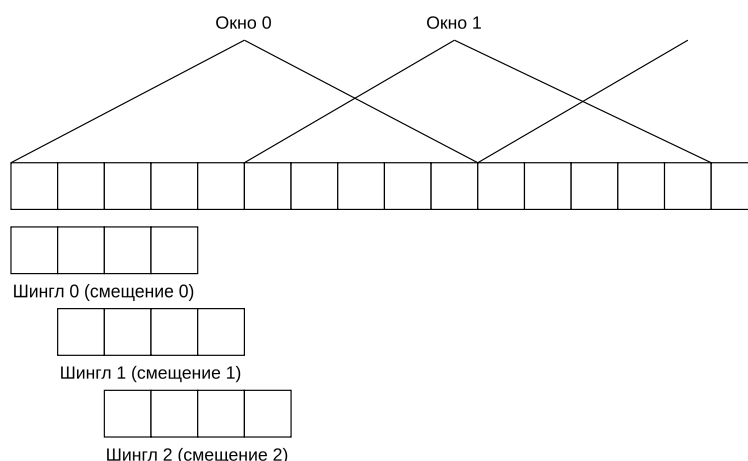 Окно 0
Окно 1
Шингл 0 (смещение 0)
Шингл 1 (смещение 1)
Шингл 2 (смещение 2)